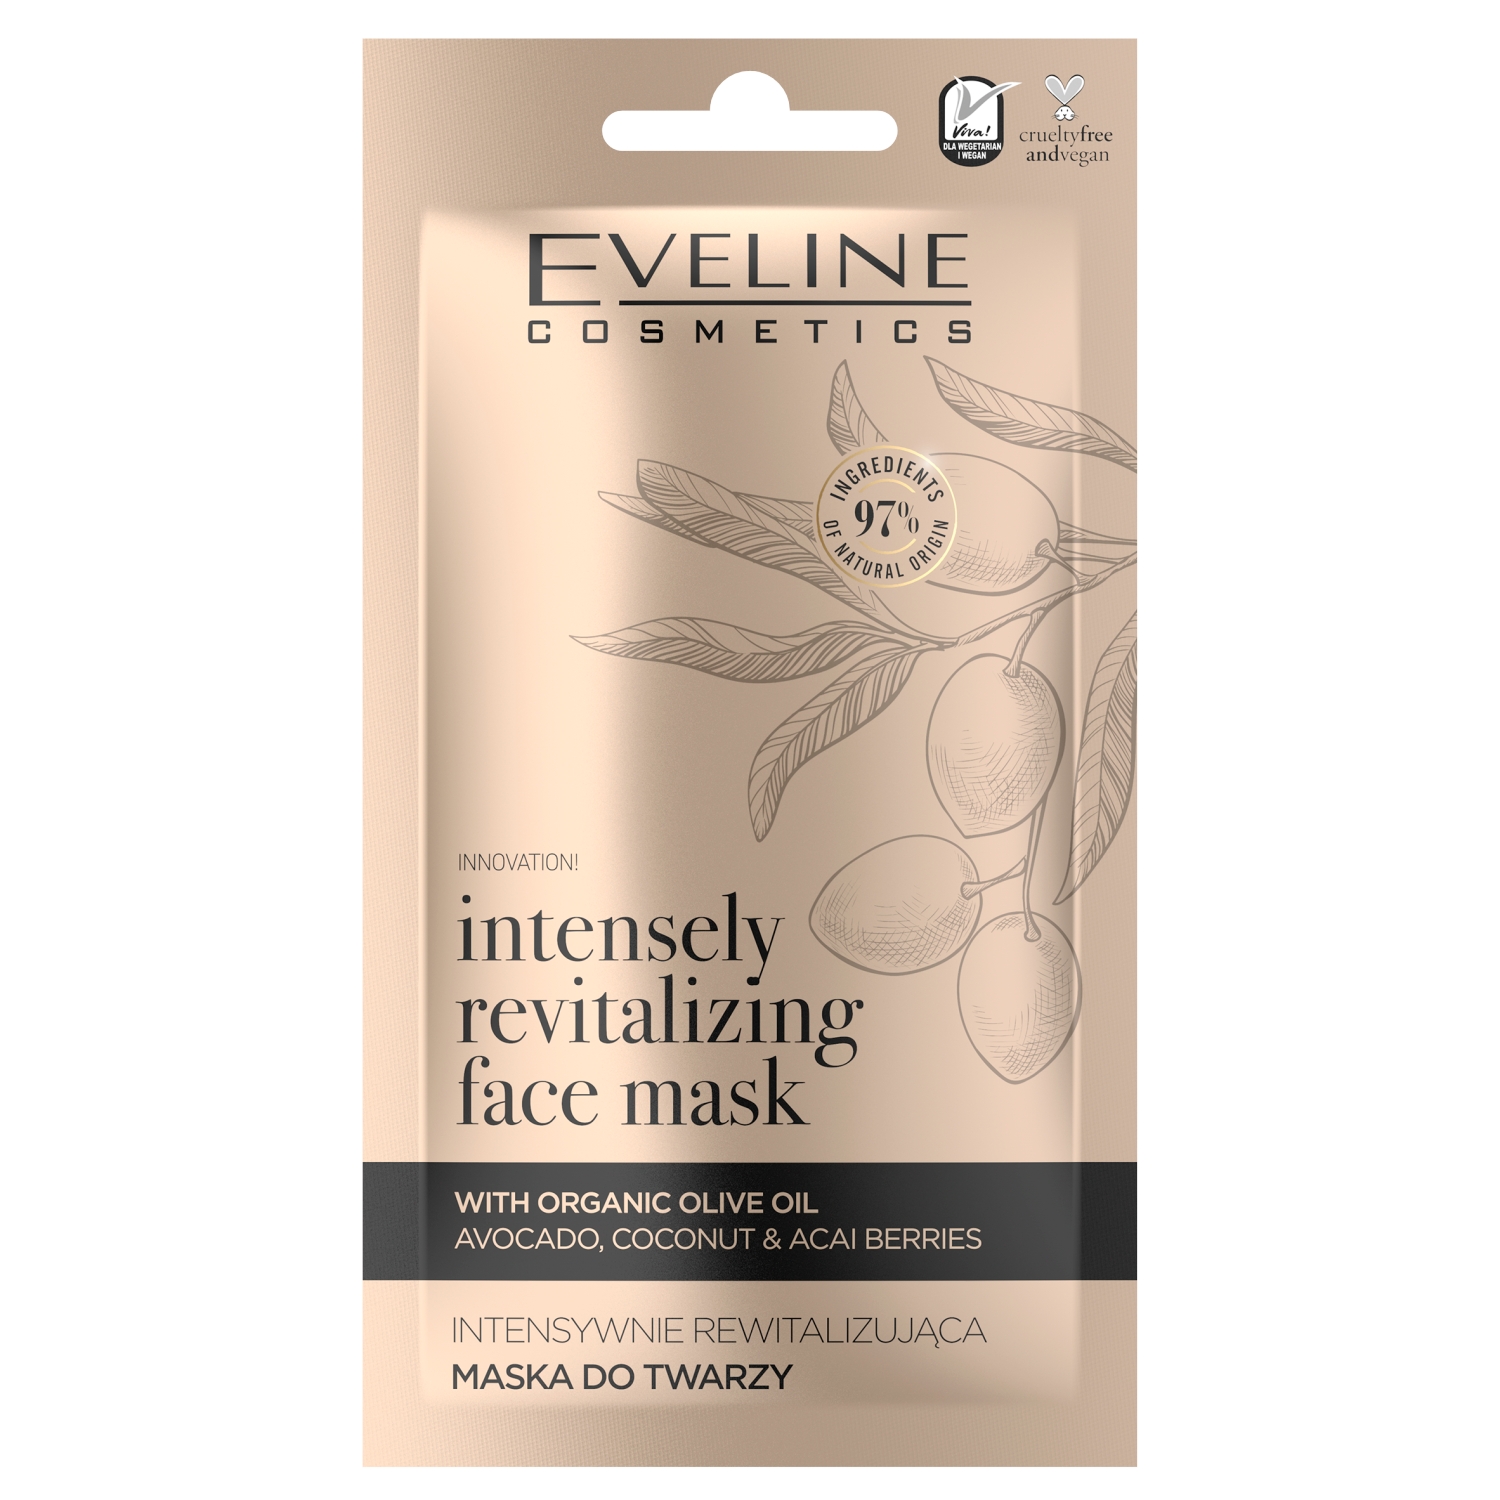 Viva!
DLA WEGETARIAN
I WEGAN
crueltyfree
andvegan
EVELINE
COSMETICS
INGREDIENTS
97%
OF NATURAL ORIGIN
INNOVATION!
intensely
revitalizing
face mask
WITH ORGANIC OLIVE OIL
AVOCADO, COCONUT & ACAI BERRIES
INTENSYWNIE REWITALIZUJĄCA
MASKA DO TWARZY